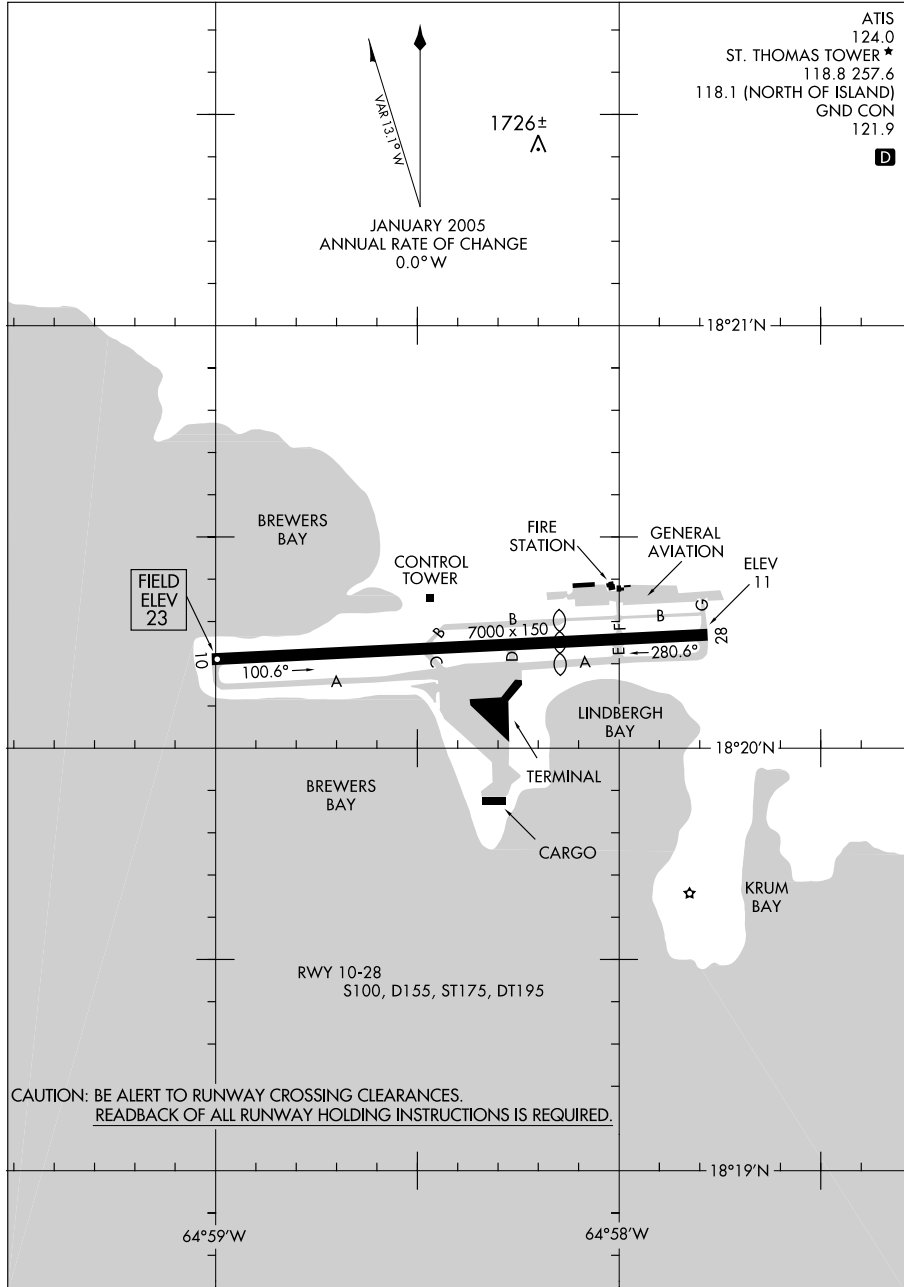 ATIS
124.0
ST. THOMAS TOWER
118.8 257.6
118.1 (NORTH OF ISLAND)
GND CON
121.9
D
VAR 13.1° W
1726±
JANUARY 2005
ANNUAL RATE OF CHANGE
0.0° W
18°21'N
BREWERS
BAY
FIRE
STATION
GENERAL
AVIATION
CONTROL
TOWER
ELEV
11
FIELD
ELEV
23
B
B
B
G
7000 x 150
F
28
10
100.6°
C
D
A
E
280.6°
A
LINDBERGH
BAY
18°20'N
TERMINAL
BREWERS
BAY
CARGO
KRUM
BAY
RWY 10-28
S100, D155, ST175, DT195
CAUTION: BE ALERT TO RUNWAY CROSSING CLEARANCES.
READBACK OF ALL RUNWAY HOLDING INSTRUCTIONS IS REQUIRED.
18°19'N
64°59'W
64°58'W